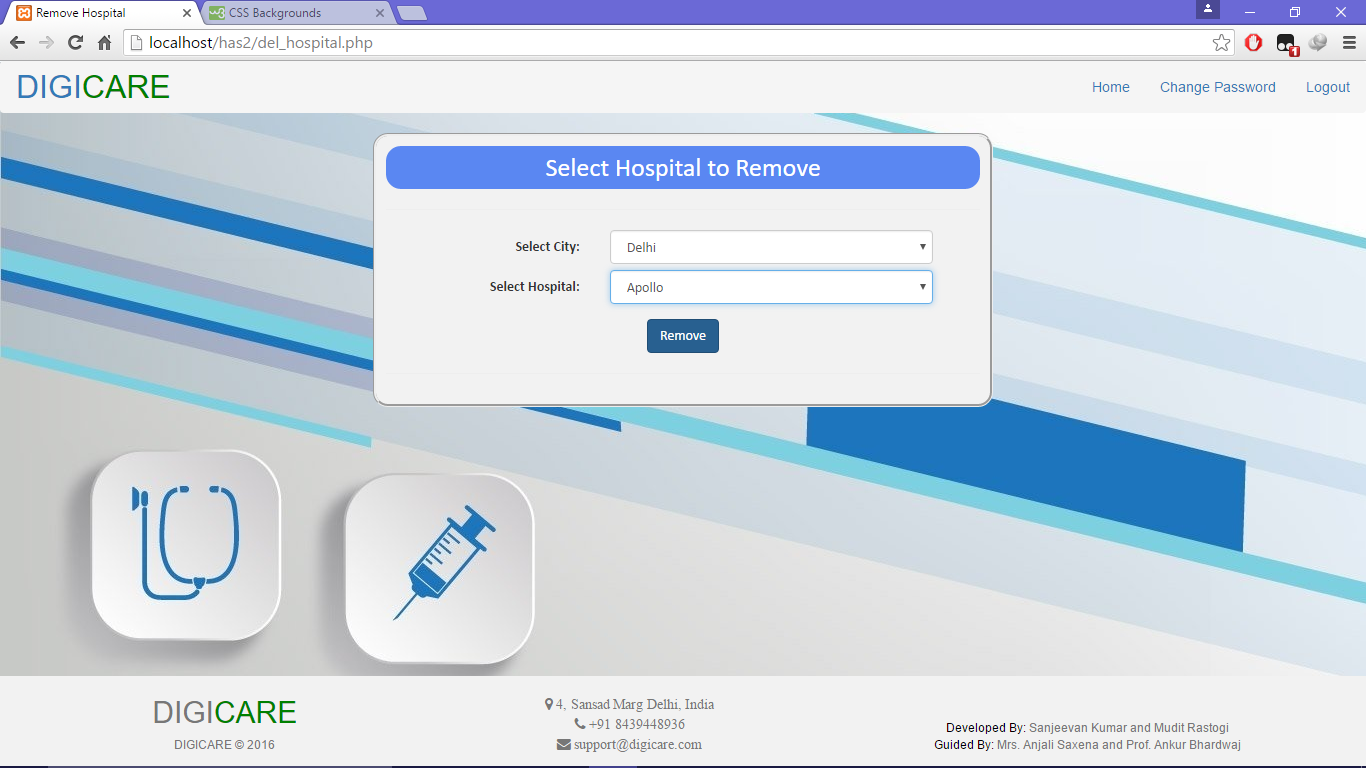 Remove Hospital
CSS Backgrounds
localhost/has2/del_hospital.php
1
DIGICARE
Home
Change Password
Logout
Select Hospital to Remove
Select City:
Delhi
Select Hospital:
Apollo
Remove
DIGICARE
DIGICARE © 2016
4, Sansad Marg Delhi, India
+91 8439448936
support@digicare.com
Developed By: Sanjeevan Kumar and Mudit Rastogi
Guided By: Mrs. Anjali Saxena and Prof. Ankur Bhardwaj